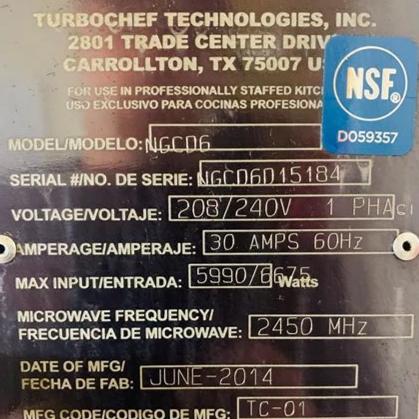 TURBOCHEF TECHNOLOGIES, INC.
2801 TRADE CENTER DRIV
CARROLLTON, TX 75007 U
FOR USE IN PROFESSIONALLY STAFFED KITC
USO EXCLUSIVO PARA COCINAS PROFESIONA
NSF®
DO59357
MODEL/MODELO: NGCD6
SERIAL #/NO. DE SERIE: NGCD6D15184
VOLTAGE/VOLTAJE: 208/240V 1 PHA
AMPERAGE/AMPERAJE: 30 AMPS 60Hz
MAX INPUT/ENTRADA: 5990/6675 Watts
MICROWAVE FREQUENCY/
FRECUENCIA DE MICROWAVE: 2450 MHz
DATE OF MFG/
FECHA DE FAB: JUNE-2014
MFG CODE/CODIGO DE MFG: TC-01